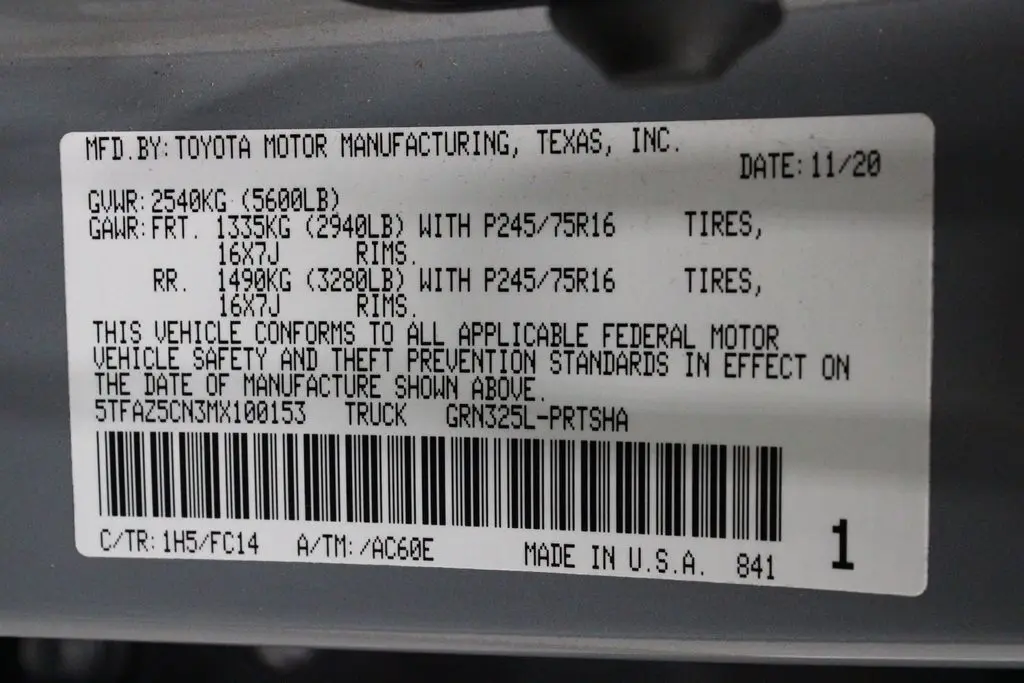 MFD.BY:TOYOTA MOTOR MANUFACTURING, TEXAS, INC.
DATE: 11/20
GVWR: 2540KG (5600LB)
GAWR: FRT. 1335KG (2940LB) WITH P245/75R16 TIRES,
16X7J RIMS.
RR. 1490KG (3280LB) WITH P245/75R16 TIRES,
16X7J RIMS.
THIS VEHICLE CONFORMS TO ALL APPLICABLE FEDERAL MOTOR
VEHICLE SAFETY AND THEFT PREVENTION STANDARDS IN EFFECT ON
THE DATE OF MANUFACTURE SHOWN ABOVE.
5TFAZ5CN3MX100153 TRUCK GRN325L-PRTSHA
C/TR: 1H5/FC14 A/TM: /AC60E MADE IN U.S.A. 841 1